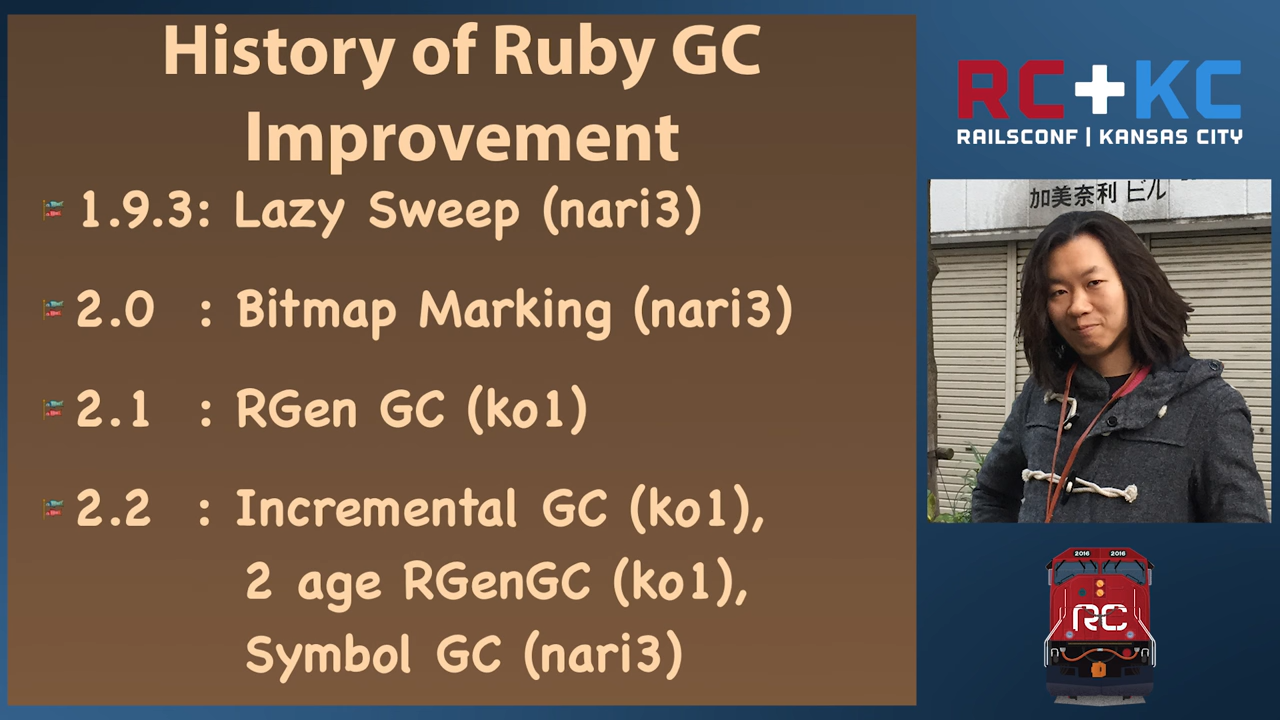 History of Ruby GC
Improvement
1.9.3: Lazy Sweep (nari3)
2.0 : Bitmap Marking (nari3)
2.1 : RGen GC (ko1)
2.2 : Incremental GC (ko1),
2 age RGenGC (ko1),
Symbol GC (nari3)
RC+KC
RAILSCONF | KANSAS CITY
加美奈利 ビル
2016 2016
RC